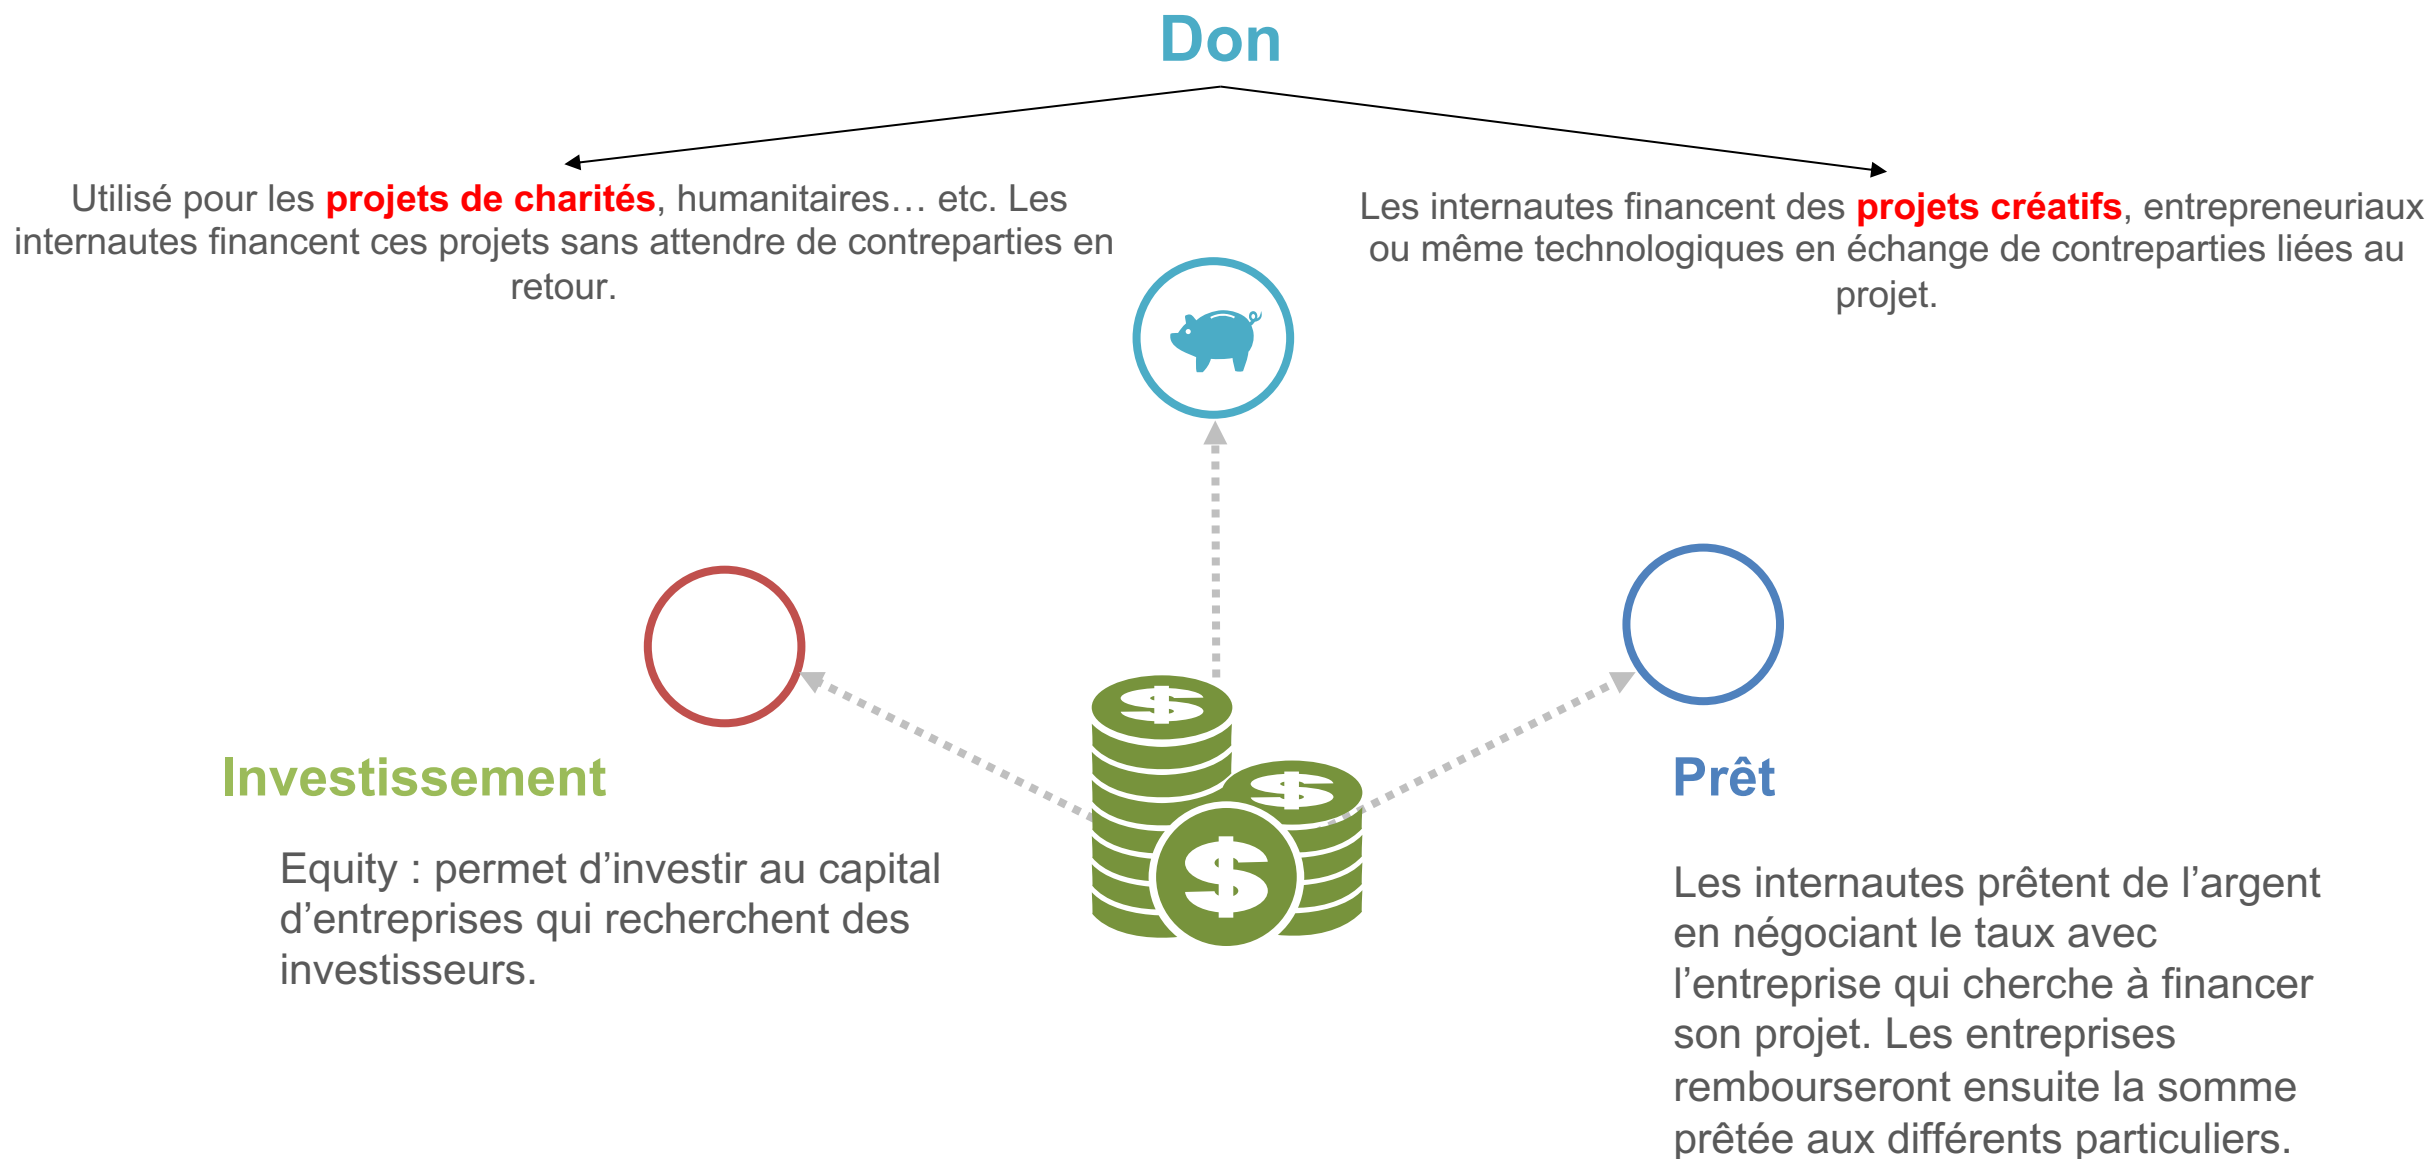 Don
Utilisé pour les projets de charités, humanitaires… etc. Les
internautes financent ces projets sans attendre de contreparties en
retour.
Les internautes financent des projets créatifs, entrepreneuriaux
ou même technologiques en échange de contreparties liées au
projet.
Investissement
Equity : permet d’investir au capital
d’entreprises qui recherchent des
investisseurs.
Prêt
Les internautes prêtent de l’argent
en négociant le taux avec
l’entreprise qui cherche à financer
son projet. Les entreprises
rembourseront ensuite la somme
prêtée aux différents particuliers.
$
$
$